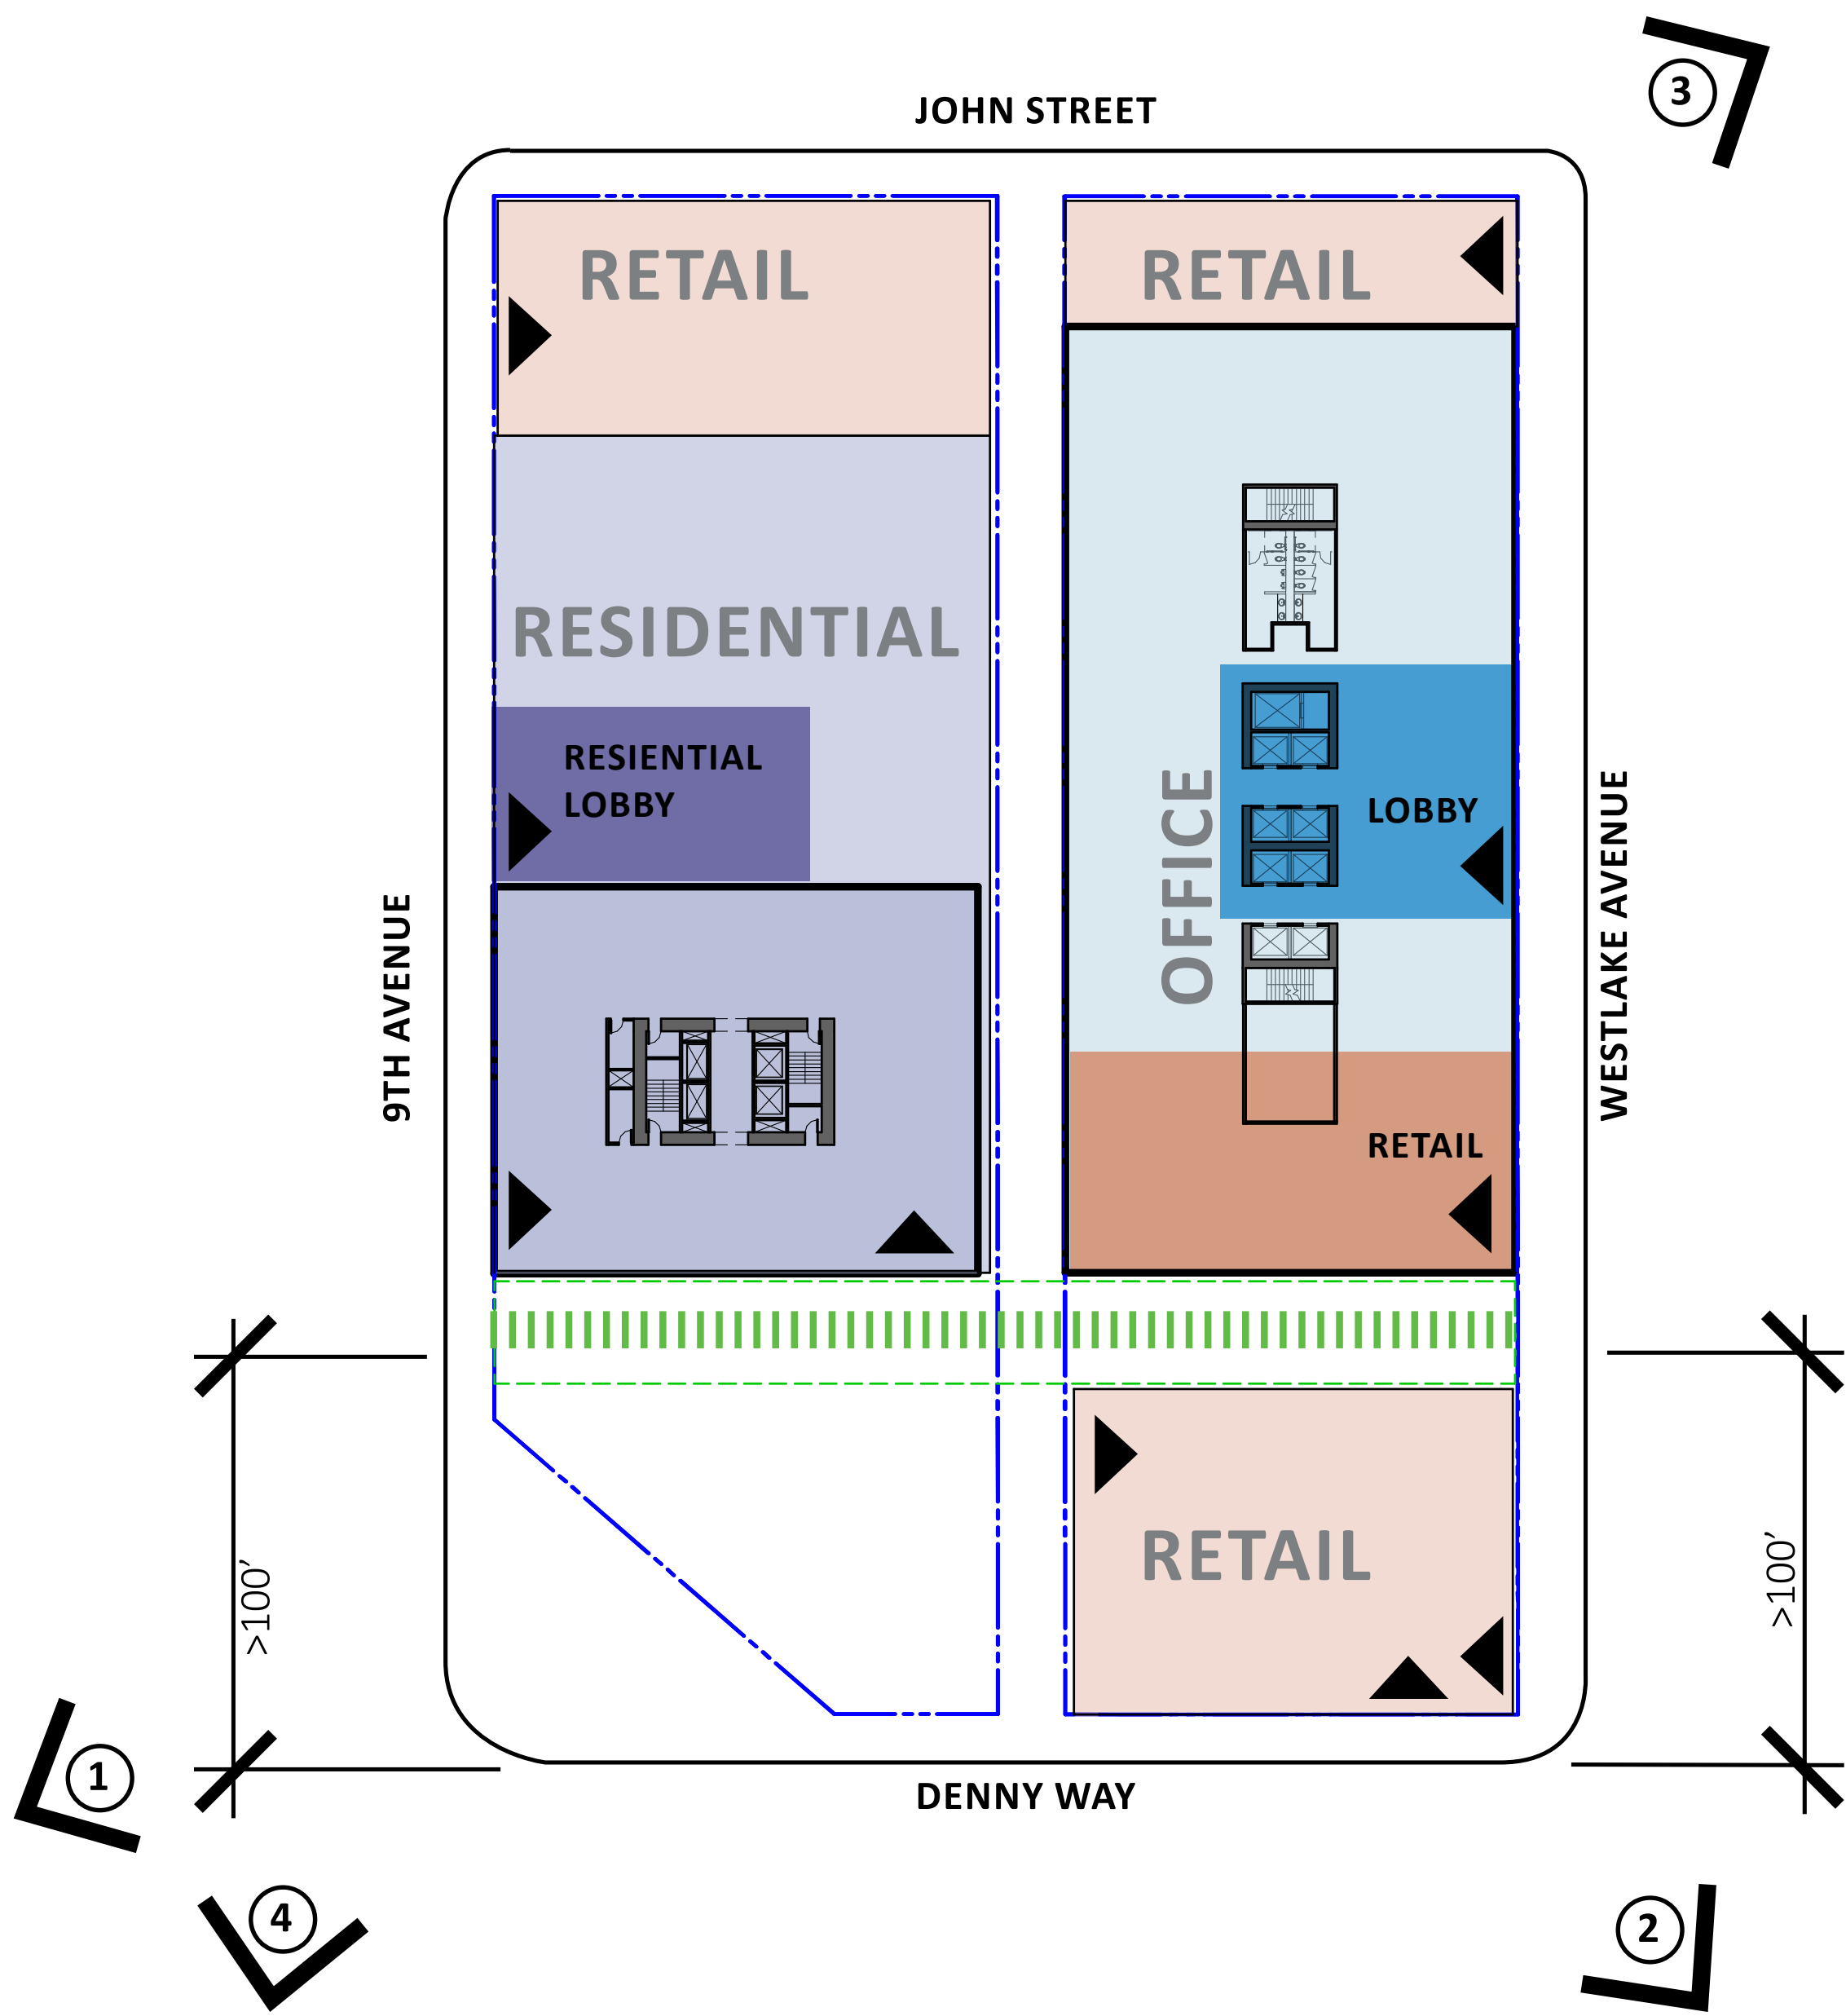 3
JOHN STREET
RETAIL
RETAIL
RESIDENTIAL
RESIENTIAL
LOBBY
OFFICE
LOBBY
9TH AVENUE
WESTLAKE AVENUE
RETAIL
>100'
>100'
RETAIL
1
DENNY WAY
4
2